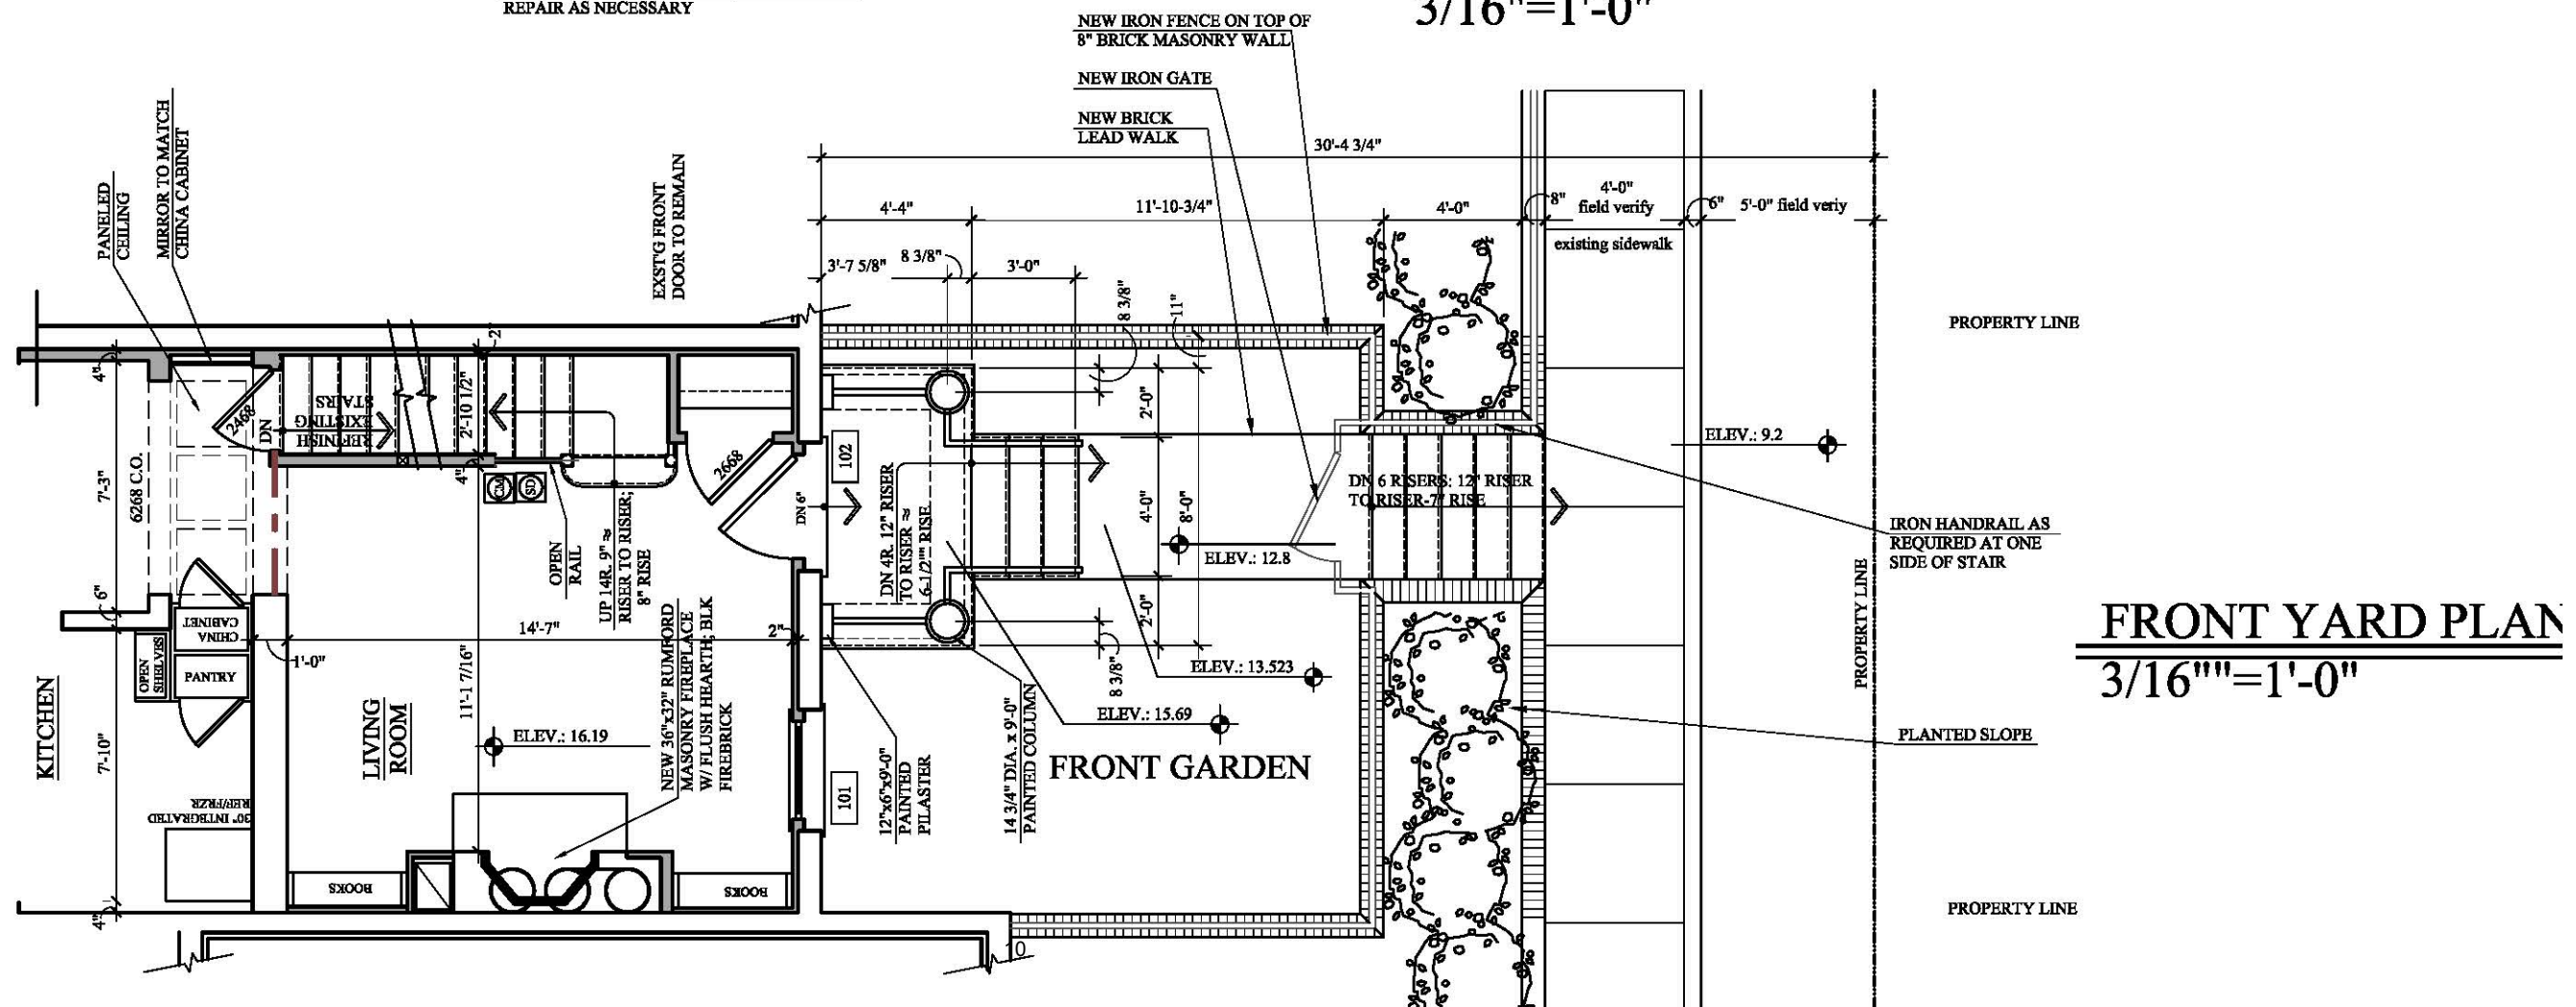 REPAIR AS NECESSARY
3/16"=1'-0"
NEW IRON FENCE ON TOP OF
8" BRICK MASONRY WALL
NEW IRON GATE
NEW BRICK
LEAD WALK
30'-4 3/4"
PANELED
CEILING
MIRROR TO MATCH
CHINA CABINET
EXST'G FRONT
DOOR TO REMAIN
4'-4"
11'-10-3/4"
4'-0"
8"
4'-0"
field verify
6"
5'-0" field veriy
existing sidewalk
3'-7 5/8"
8 3/8"
3'-0"
8 3/8"
11"
PROPERTY LINE
4"
2"
2468
DN
REFINISH
EXISTING
STAIRS
2'-10 1/2"
4"
7'-3"
6268 C.O.
CM
SD
OPEN
RAIL
UP 14R. 9"
RISER TO RISER;
8" RISE
2668
DN 6"
102
DN 4R. 12" RISER
TO RISER
6-1/2"" RISE
2'-0"
4'-0"
8'-0"
2'-0"
8 3/8"
ELEV.: 9.2
DN 6 RISERS: 12" RISER
TO RISER-7" RISE
ELEV.: 12.8
IRON HANDRAIL AS
REQUIRED AT ONE
SIDE OF STAIR
PROPERTY LINE
6"
CHINA
CABINET
OPEN
SHELVES
PANTRY
1'-0"
14'-7"
2"
11'-1 7/16"
KITCHEN
7'-10"
LIVING
ROOM
ELEV.: 16.19
NEW 36"x32" RUMFORD
MASONRY FIREPLACE
W/ FLUSH HEARTH; BLK
FIREBRICK
ELEV.: 13.523
ELEV.: 15.69
FRONT GARDEN
12"x6"x9'-0"
PAINTED
PILASTER
14 3/4" DIA. x 9'-0"
PAINTED COLUMN
101
FRONT YARD PLAN
3/16""=1'-0"
PLANTED SLOPE
30" INTEGRATED
REF/FRZR
BOOKS
BOOKS
4"
10
PROPERTY LINE